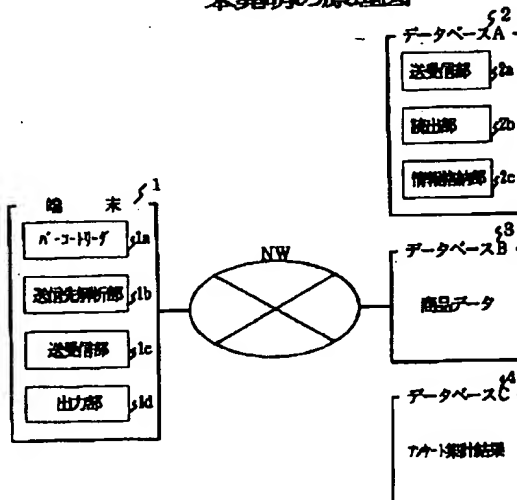 本発明の原理図
端 末
1
バーコードリーダ
1a
送信先解析部
1b
送受信部
1c
出力部
1d
NW
データベースA
2
送受信部
2a
読出部
2b
情報格納部
2c
データベースB
3
商品データ
データベースC
4
アンケート集計結果